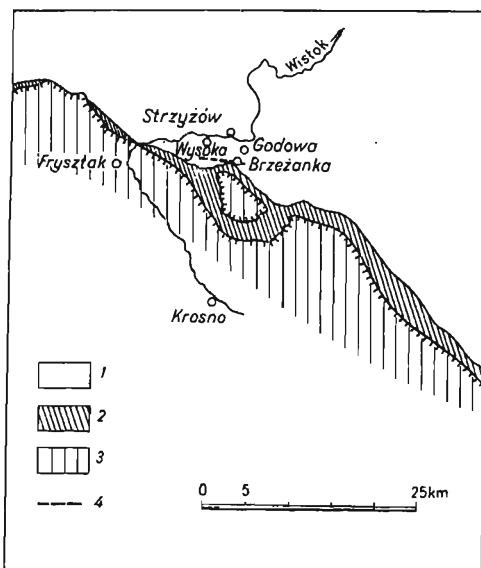 Wisłok
Strzyżów
Godowa
Wysoka
Brzeżanka
Frysztak
Krosno
1
2
3
4
0 5 25km